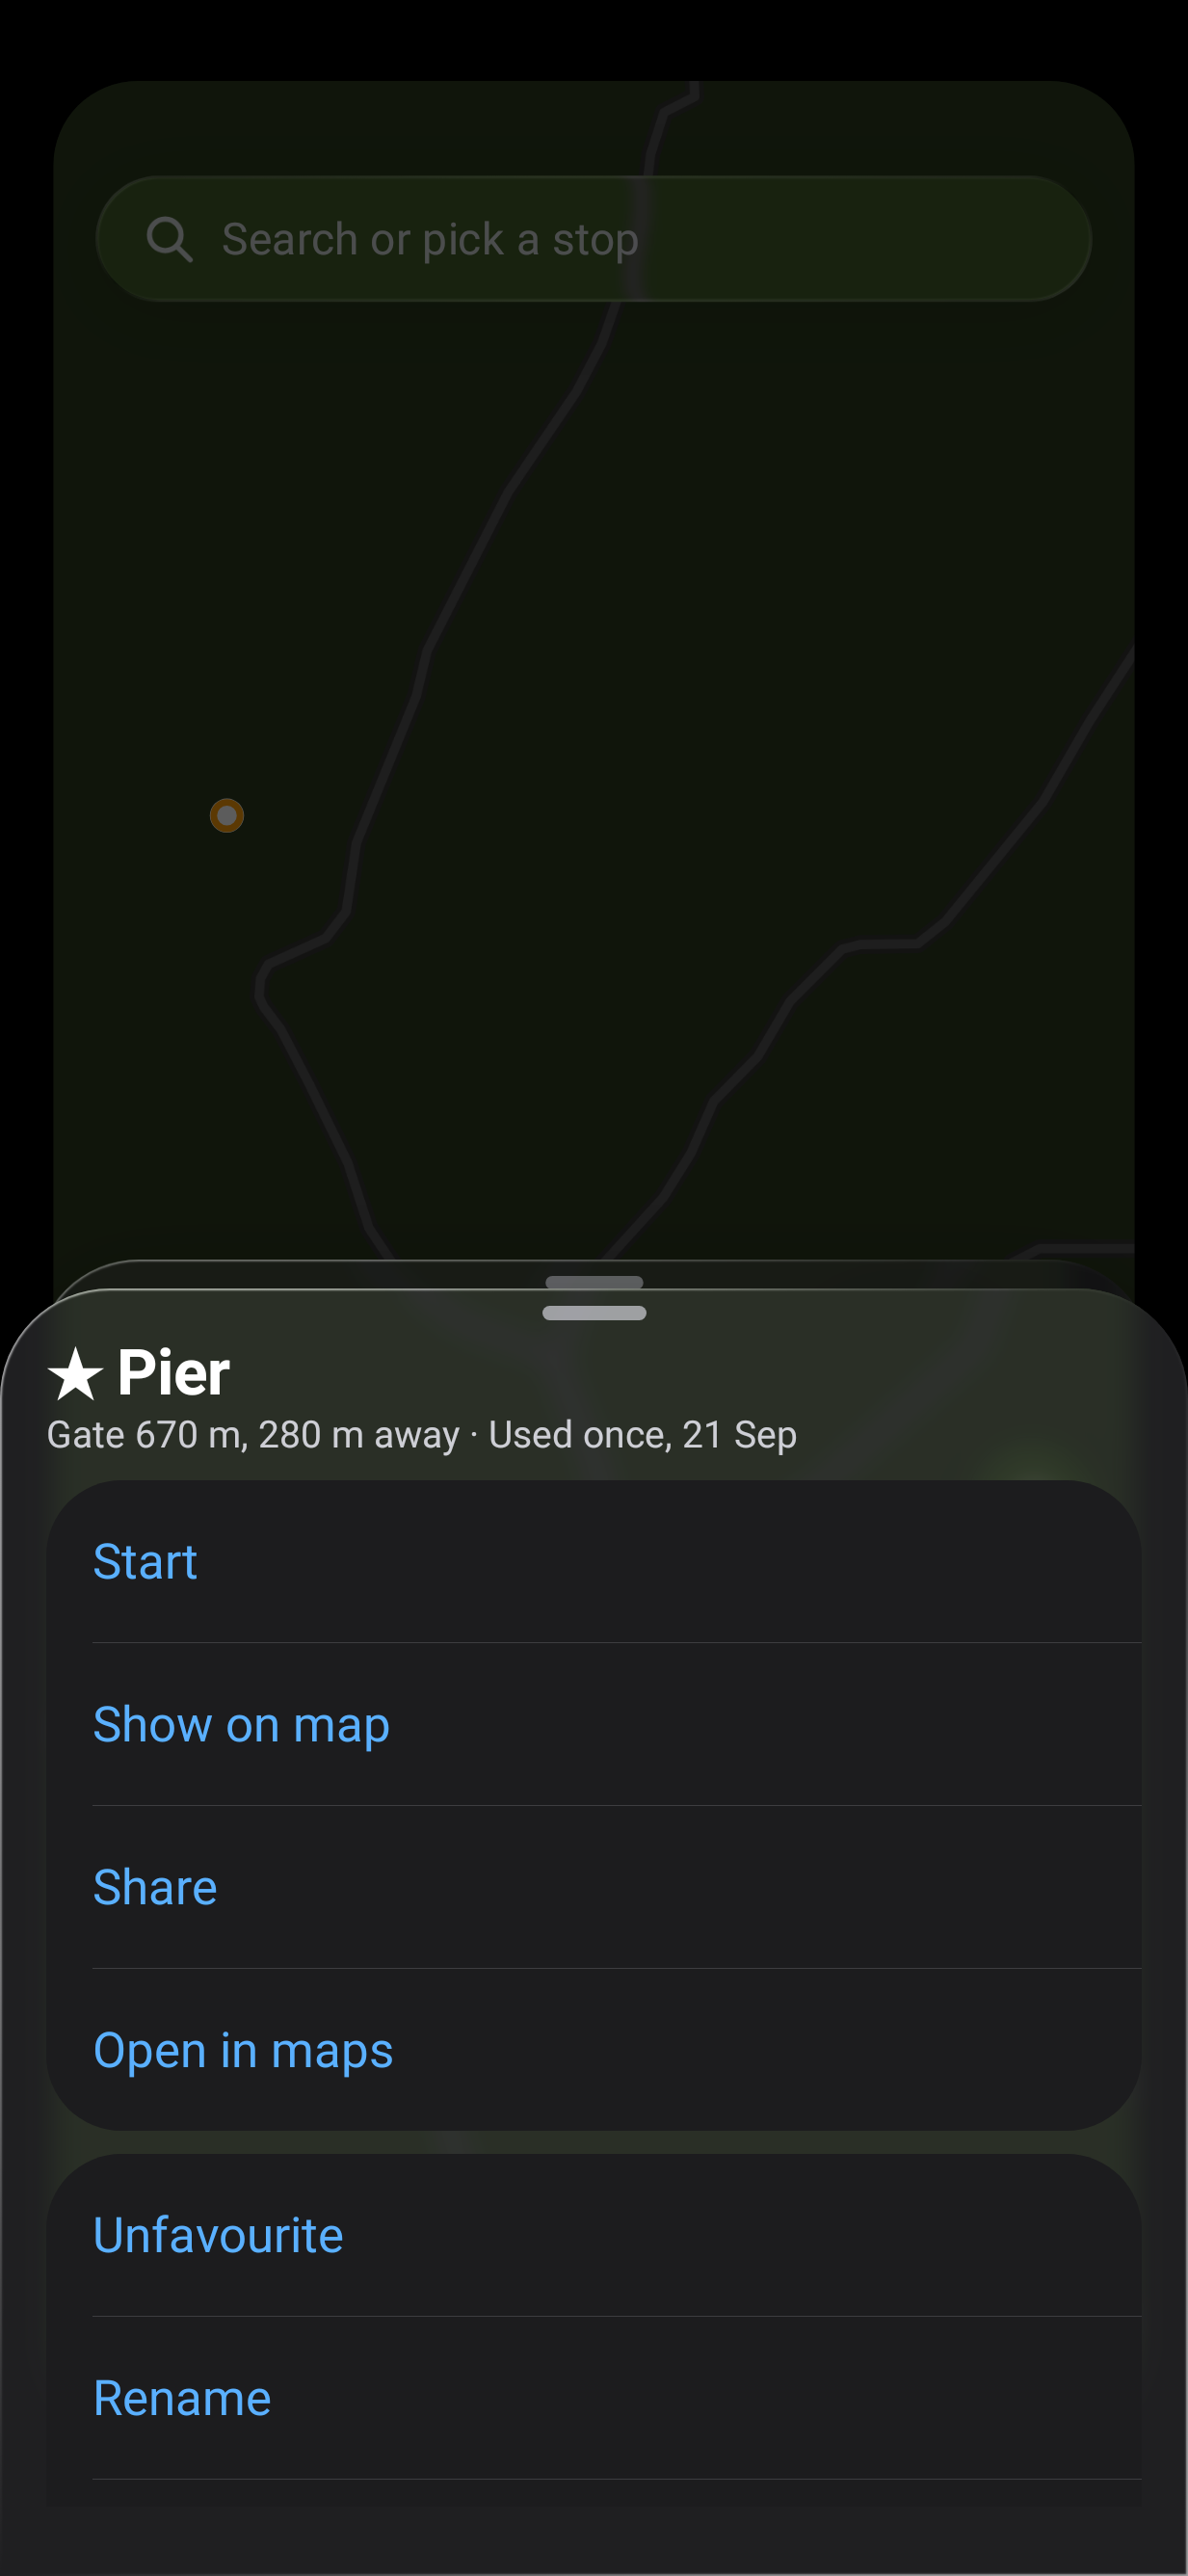 Search or pick a stop
★ Pier
Gate 670 m, 280 m away · Used once, 21 Sep
Start
Show on map
Share
Open in maps
Unfavourite
Rename